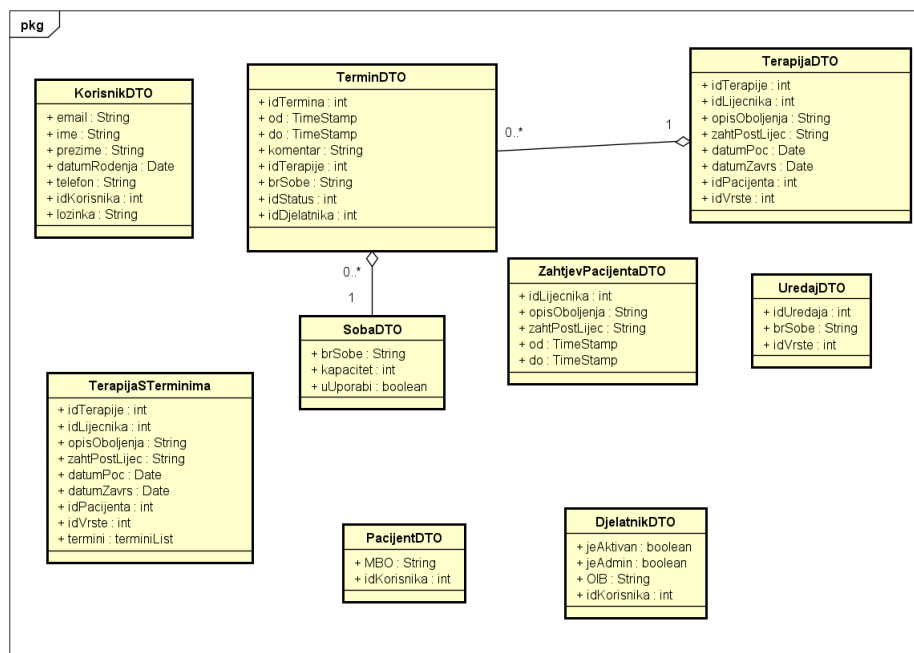 pkg
KorisnikDTO
+ email : String
+ ime : String
+ prezime : String
+ datumRodenja : Date
+ telefon : String
+ idKorisnika : int
+ lozinka : String
TerminDTO
+ idTermina : int
+ od : TimeStamp
+ do : TimeStamp
+ komentar : String
+ idTerapije : int
+ brSobe : String
+ idStatus : int
+ idDjelatnika : int
0..*
1
TerapijaDTO
+ idTerapije : int
+ idLijecnika : int
+ opisOboljenja : String
+ zahtPostLijec : String
+ datumPoc : Date
+ datumZavrs : Date
+ idPacijenta : int
+ idVrste : int
0..*
1
SobaDTO
+ brSobe : String
+ kapacitet : int
+ uUporabi : boolean
ZahtjevPacijentaDTO
+ idLijecnika : int
+ opisOboljenja : String
+ zahtPostLijec : String
+ od : TimeStamp
+ do : TimeStamp
UredajDTO
+ idUredaja : int
+ brSobe : String
+ idVrste : int
TerapijaSTerminima
+ idTerapije : int
+ idLijecnika : int
+ opisOboljenja : String
+ zahtPostLijec : String
+ datumPoc : Date
+ datumZavrs : Date
+ idPacijenta : int
+ idVrste : int
+ termini : terminiList
PacijentDTO
+ MBO : String
+ idKorisnika : int
DjelatnikDTO
+ jeAktivan : boolean
+ jeAdmin : boolean
+ OIB : String
+ idKorisnika : int